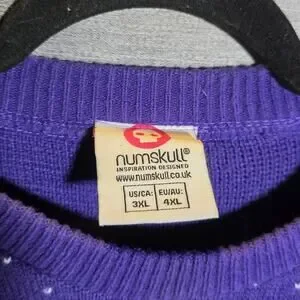 numskull®
INSPIRATION DESIGNED
www.numskull.co.uk
US/CA: EU/AU:
3XL 4XL